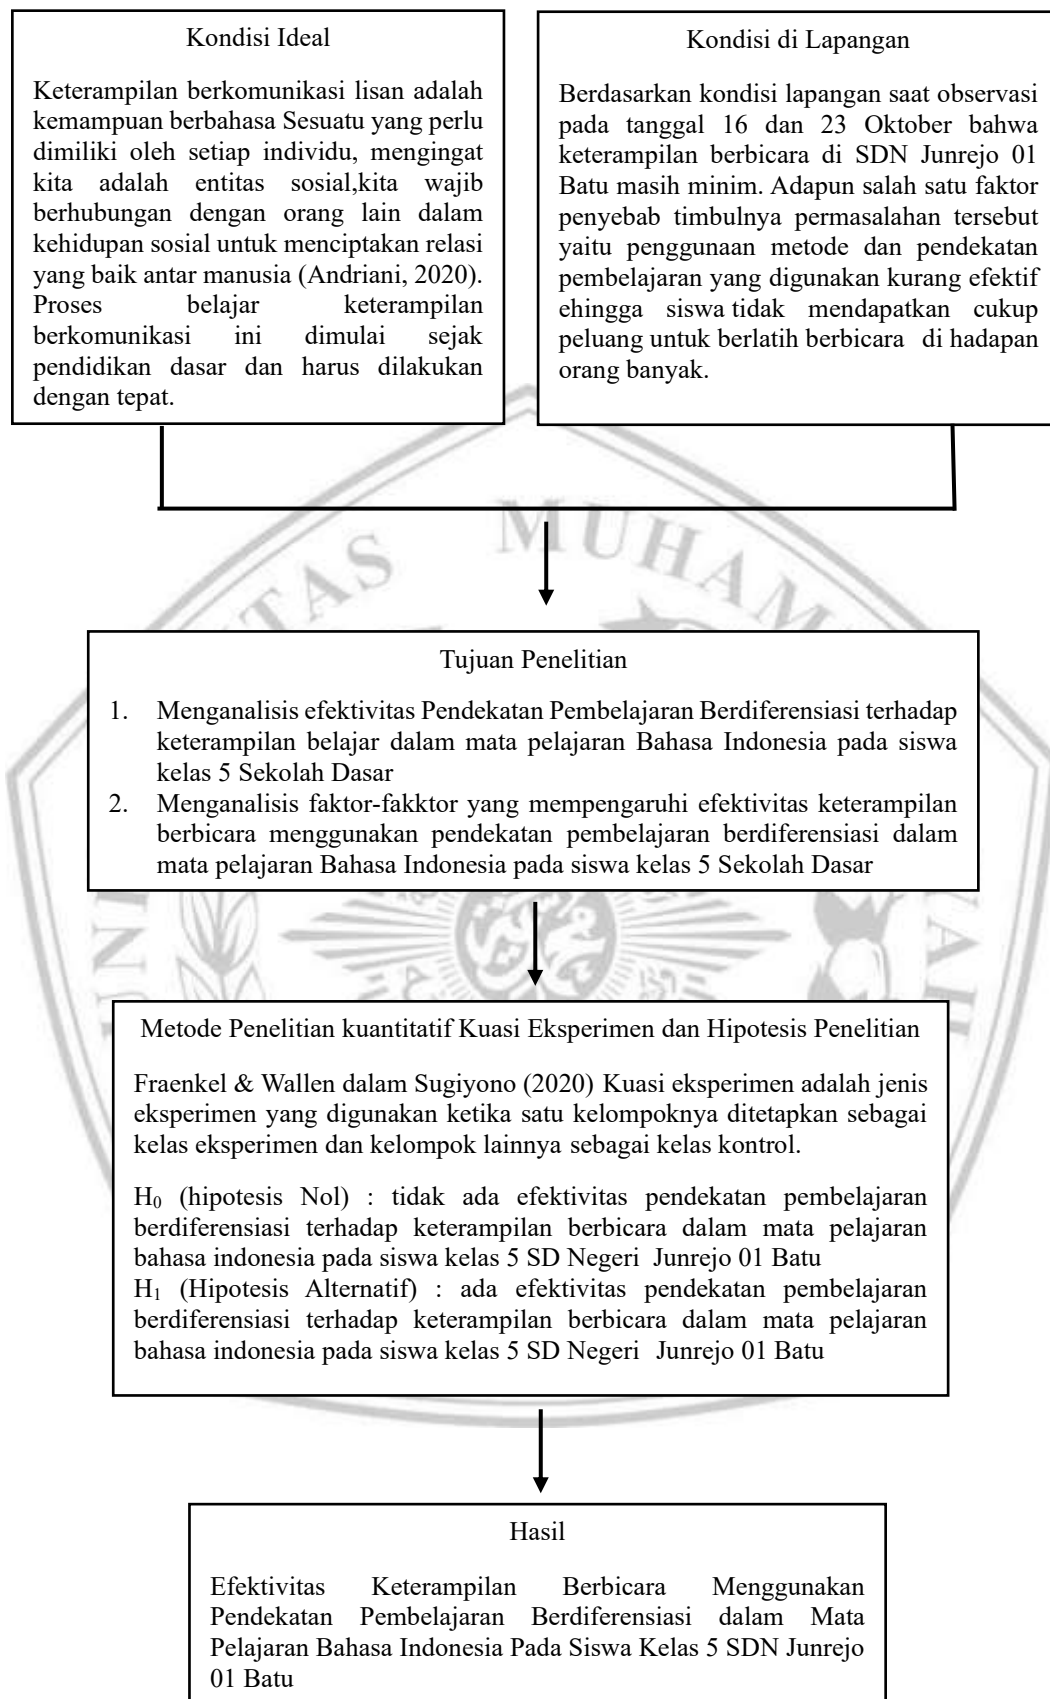 Kondisi Ideal
Keterampilan berkomunikasi lisan adalah
kemampuan berbahasa Sesuatu yang perlu
dimiliki oleh setiap individu, mengingat
kita adalah entitas sosial,kita wajib
berhubungan dengan orang lain dalam
kehidupan sosial untuk menciptakan relasi
yang baik antar manusia (Andriani, 2020).
Proses belajar keterampilan
berkomunikasi ini dimulai sejak
pendidikan dasar dan harus dilakukan
dengan tepat.
Kondisi di Lapangan
Berdasarkan kondisi lapangan saat observasi
pada tanggal 16 dan 23 Oktober bahwa
keterampilan berbicara di SDN Junrejo 01
Batu masih minim. Adapun salah satu faktor
penyebab timbulnya permasalahan tersebut
yaitu penggunaan metode dan pendekatan
pembelajaran yang digunakan kurang efektif
ehingga siswa tidak mendapatkan cukup
peluang untuk berlatih berbicara di hadapan
orang banyak.
TAS MUHAM
Tujuan Penelitian
1. Menganalisis efektivitas Pendekatan Pembelajaran Berdiferensiasi terhadap
keterampilan belajar dalam mata pelajaran Bahasa Indonesia pada siswa
kelas 5 Sekolah Dasar
2. Menganalisis faktor-fakktor yang mempengaruhi efektivitas keterampilan
berbicara menggunakan pendekatan pembelajaran berdiferensiasi dalam
mata pelajaran Bahasa Indonesia pada siswa kelas 5 Sekolah Dasar
Metode Penelitian kuantitatif Kuasi Eksperimen dan Hipotesis Penelitian
Fraenkel & Wallen dalam Sugiyono (2020) Kuasi eksperimen adalah jenis
eksperimen yang digunakan ketika satu kelompoknya ditetapkan sebagai
kelas eksperimen dan kelompok lainnya sebagai kelas kontrol.
H₀ (hipotesis Nol) : tidak ada efektivitas pendekatan pembelajaran
berdiferensiasi terhadap keterampilan berbicara dalam mata pelajaran
bahasa indonesia pada siswa kelas 5 SD Negeri Junrejo 01 Batu
H₁ (Hipotesis Alternatif) : ada efektivitas pendekatan pembelajaran
berdiferensiasi terhadap keterampilan berbicara dalam mata pelajaran
bahasa indonesia pada siswa kelas 5 SD Negeri Junrejo 01 Batu
Hasil
Efektivitas Keterampilan Berbicara Menggunakan
Pendekatan Pembelajaran Berdiferensiasi dalam Mata
Pelajaran Bahasa Indonesia Pada Siswa Kelas 5 SDN Junrejo
01 Batu